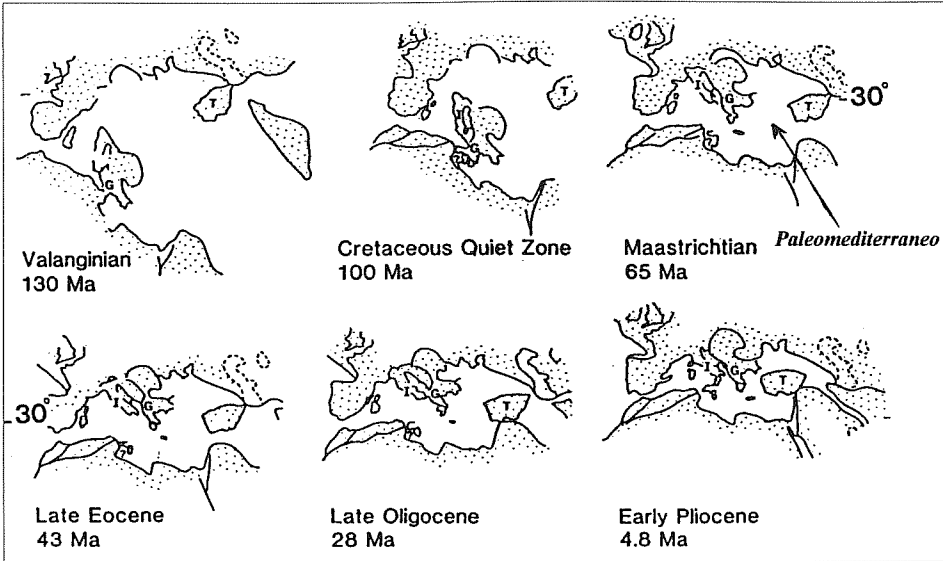 T
I
G
Valanginian
130 Ma
T
I
G
Cretaceous Quiet Zone
100 Ma
I
G
T
30°
Paleomediterraneo
Maastrichtian
65 Ma
30°
I
G
Late Eocene
43 Ma
I
G
T
Late Oligocene
28 Ma
I
G
T
Early Pliocene
4.8 Ma